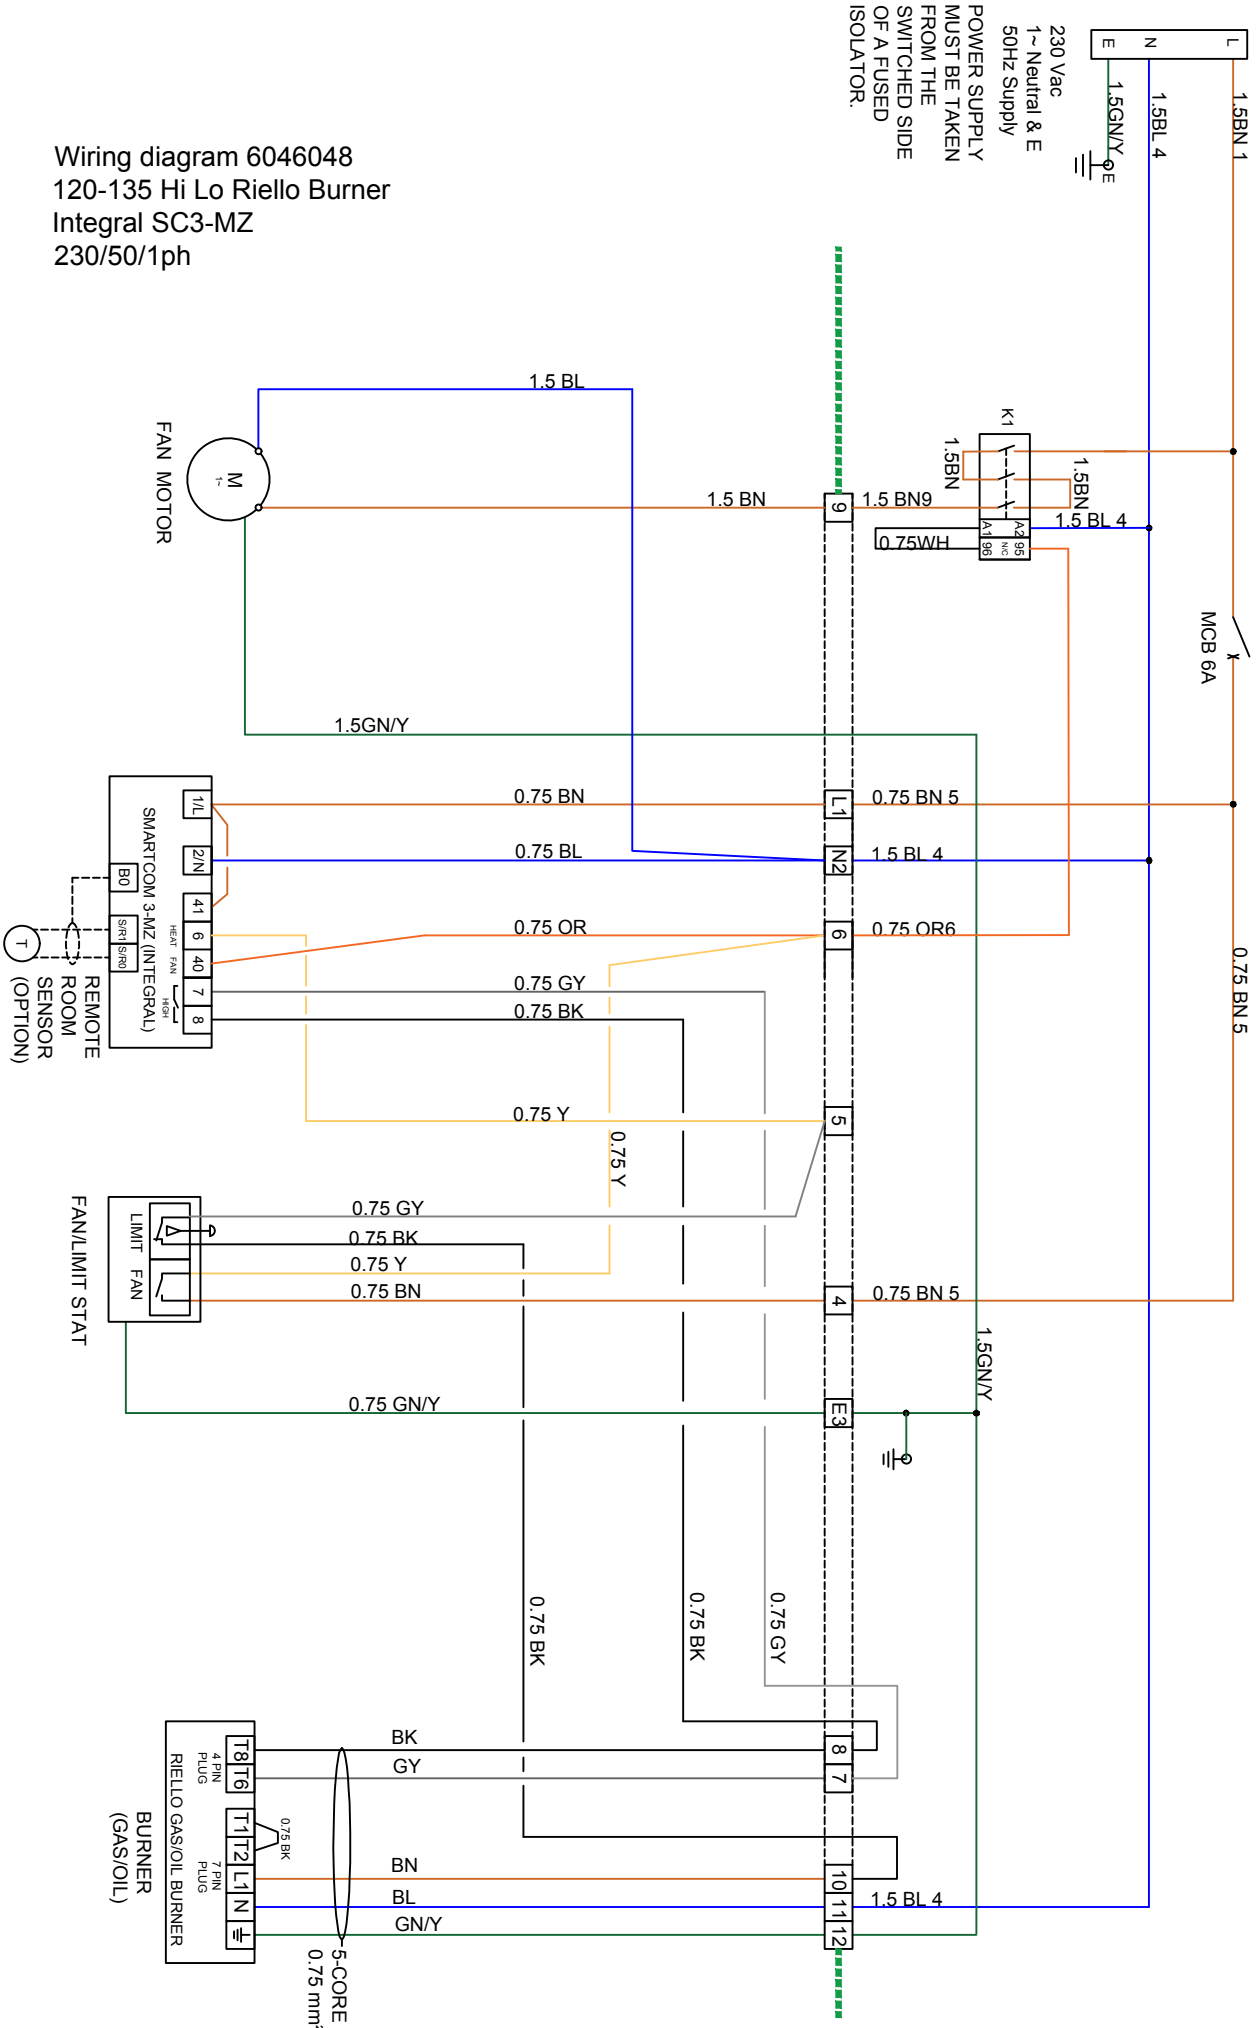 L
N
E
1.5BN 1
1.5BL 4
1.5GN/Y
E
230 Vac
1~ Neutral & E
50Hz Supply
POWER SUPPLY
MUST BE TAKEN
FROM THE
SWITCHED SIDE
OF A FUSED
ISOLATOR.
Wiring diagram 6046048
120-135 Hi Lo Riello Burner
Integral SC3-MZ
230/50/1ph
K1
1.5BN
1.5BN
A1
A2
96
N/C
95
1.5 BL 4
0.75WH
MCB 6A
1.5 BL
FAN MOTOR
M
1~
1.5 BN
9
1.5 BN9
1.5GN/Y
0.75 BN
L1
0.75 BN 5
0.75 BL
N2
1.5 BL 4
0.75 OR
6
0.75 OR6
0.75 BN 5
0.75 GY
0.75 BK
SMARTCOM 3-MZ (INTEGRAL)
1/L
2/N
41
6
40
7
8
HEAT
FAN
HIGH
B0
S/R1
S/R0
T
REMOTE
ROOM
SENSOR
(OPTION)
0.75 Y
5
0.75 Y
FAN/LIMIT STAT
LIMIT
FAN
0.75 GY
0.75 BK
0.75 Y
0.75 BN
4
0.75 BN 5
1.5GN/Y
0.75 GN/Y
E3
0.75 BK
0.75 BK
0.75 GY
BK
8
GY
7
T8
T6
4 PIN
PLUG
T1
T2
0.75 BK
L1
N
7 PIN
PLUG
RIELLO GAS/OIL BURNER
BURNER
(GAS/OIL)
BN
10
BL
11
1.5 BL 4
GN/Y
12
5-CORE
0.75 mm²